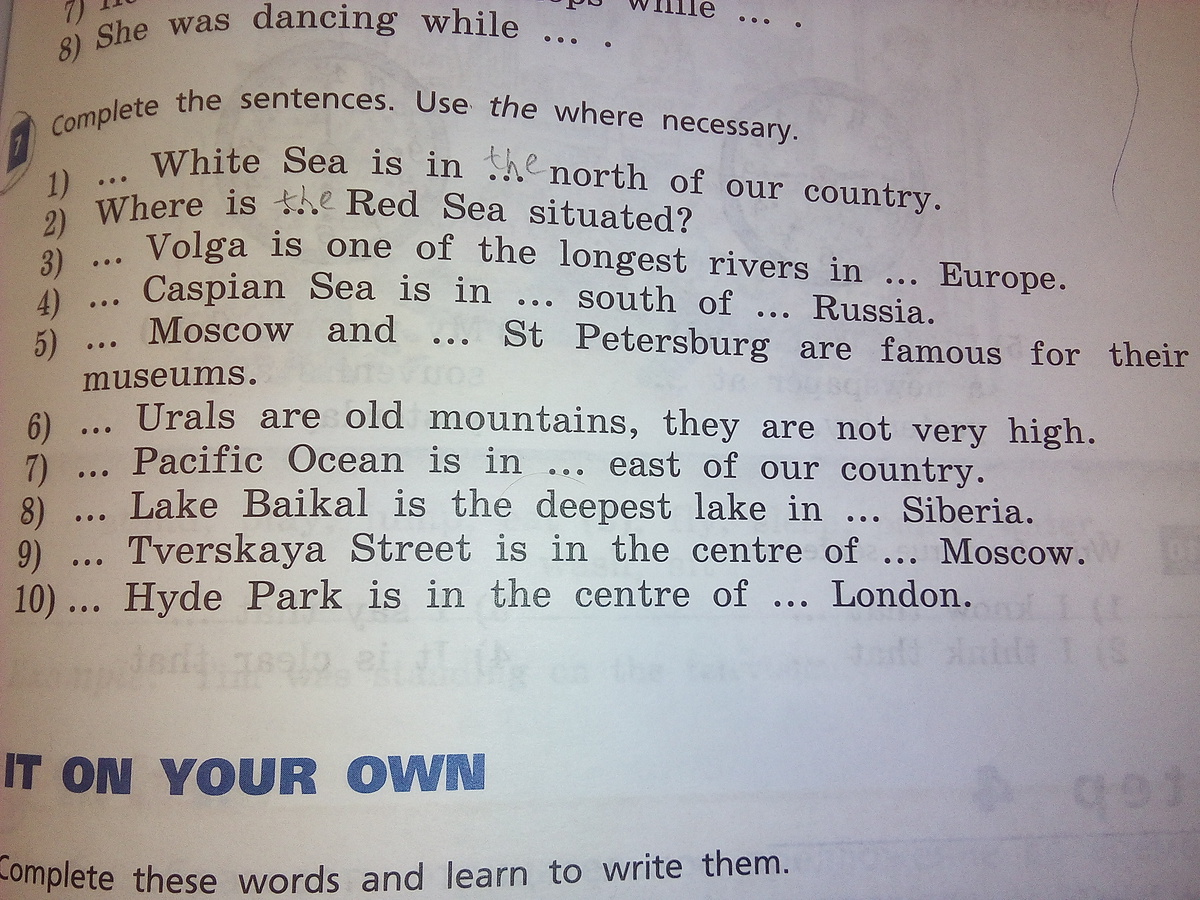 7) while ... .
8) She was dancing while ... .
7 Complete the sentences. Use the where necessary.
1) ... White Sea is in the north of our country.
2) Where is the Red Sea situated?
3) ... Volga is one of the longest rivers in ... Europe.
4) ... Caspian Sea is in ... south of ... Russia.
5) ... Moscow and ... St Petersburg are famous for their
museums.
6) ... Urals are old mountains, they are not very high.
7) ... Pacific Ocean is in ... east of our country.
8) ... Lake Baikal is the deepest lake in ... Siberia.
9) ... Tverskaya Street is in the centre of ... Moscow.
10) ... Hyde Park is in the centre of ... London.
IT ON YOUR OWN
Complete these words and learn to write them.